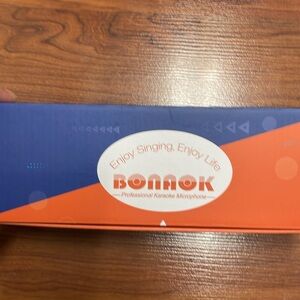 Enjoy Singing, Enjoy Life
BONAOK
Professional Karaoke Microphone